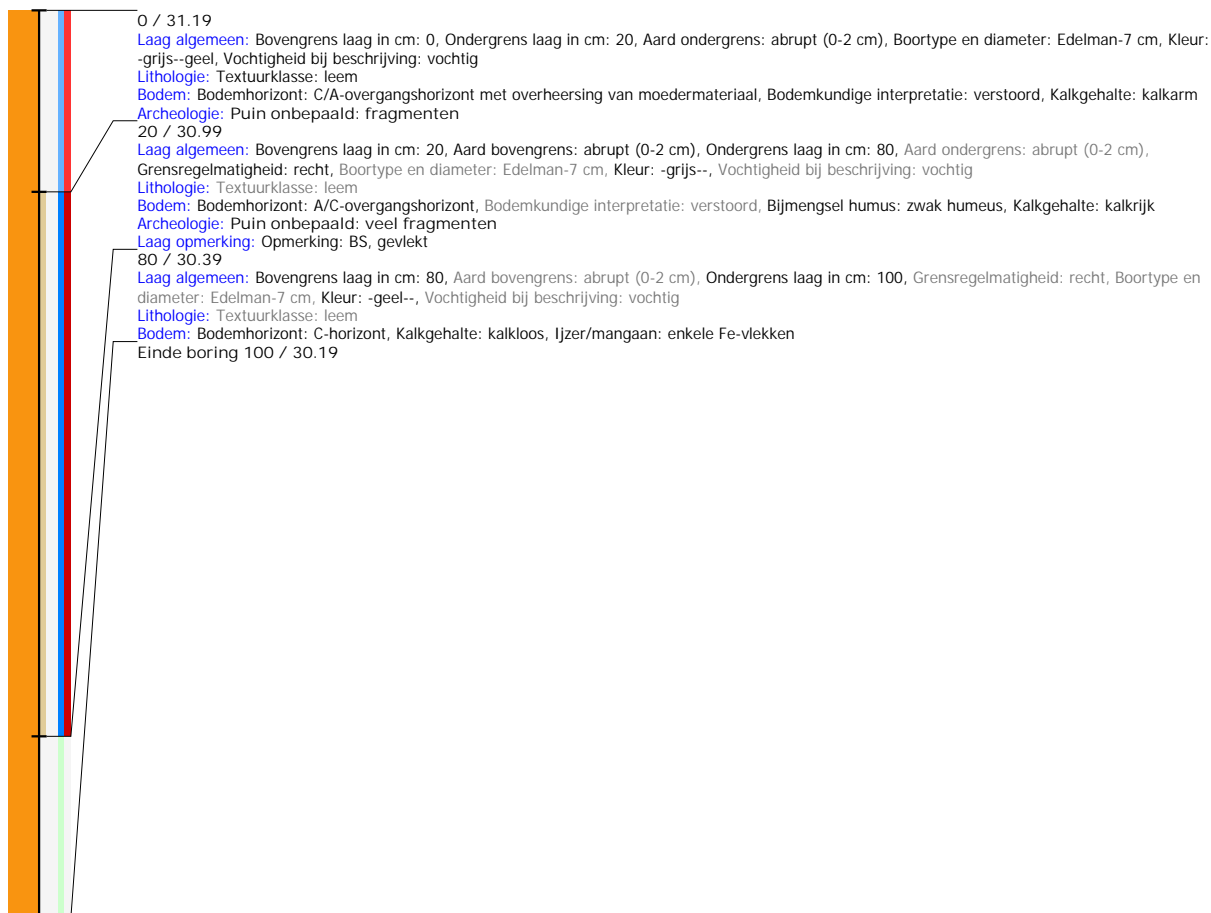 0 / 31.19
Laag algemeen: Bovengrens laag in cm: 0, Ondergrens laag in cm: 20, Aard ondergrens: abrupt (0-2 cm), Boortype en diameter: Edelman-7 cm, Kleur:
-grijs--geel, Vochtigheid bij beschrijving: vochtig
Lithologie: Textuurklasse: leem
Bodem: Bodemhorizont: C/A-overgangshorizont met overheersing van moedermateriaal, Bodemkundige interpretatie: verstoord, Kalkgehalte: kalkarm
Archeologie: Puin onbepaald: fragmenten
20 / 30.99
Laag algemeen: Bovengrens laag in cm: 20, Aard bovengrens: abrupt (0-2 cm), Ondergrens laag in cm: 80, Aard ondergrens: abrupt (0-2 cm),
Grensregelmatigheid: recht, Boortype en diameter: Edelman-7 cm, Kleur: -grijs--, Vochtigheid bij beschrijving: vochtig
Lithologie: Textuurklasse: leem
Bodem: Bodemhorizont: A/C-overgangshorizont, Bodemkundige interpretatie: verstoord, Bijmengsel humus: zwak humeus, Kalkgehalte: kalkrijk
Archeologie: Puin onbepaald: veel fragmenten
Laag opmerking: Opmerking: BS, gevlekt
80 / 30.39
Laag algemeen: Bovengrens laag in cm: 80, Aard bovengrens: abrupt (0-2 cm), Ondergrens laag in cm: 100, Grensregelmatigheid: recht, Boortype en
diameter: Edelman-7 cm, Kleur: -geel--, Vochtigheid bij beschrijving: vochtig
Lithologie: Textuurklasse: leem
Bodem: Bodemhorizont: C-horizont, Kalkgehalte: kalkloos, Ijzer/mangaan: enkele Fe-vlekken
Einde boring 100 / 30.19